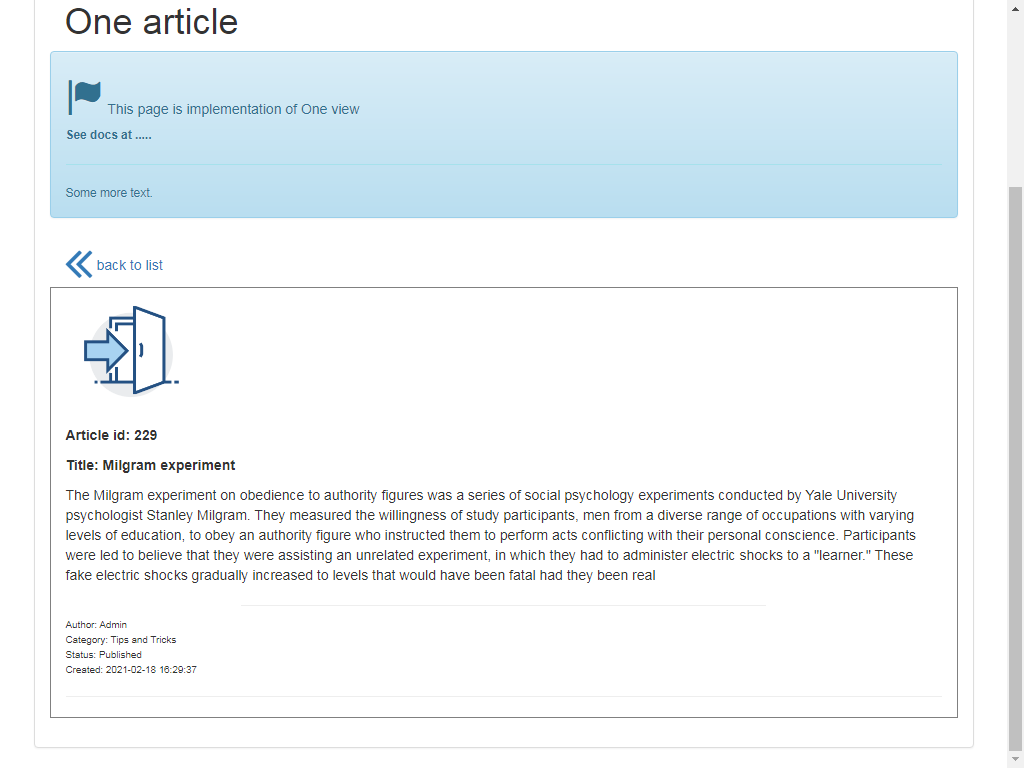 One article
This page is implementation of One view
See docs at .....
Some more text.
back to list
Article id: 229
Title: Milgram experiment
The Milgram experiment on obedience to authority figures was a series of social psychology experiments conducted by Yale University
psychologist Stanley Milgram. They measured the willingness of study participants, men from a diverse range of occupations with varying
levels of education, to obey an authority figure who instructed them to perform acts conflicting with their personal conscience. Participants
were led to believe that they were assisting an unrelated experiment, in which they had to administer electric shocks to a "learner." These
fake electric shocks gradually increased to levels that would have been fatal had they been real
Author: Admin
Category: Tips and Tricks
Status: Published
Created: 2021-02-18 16:29:37